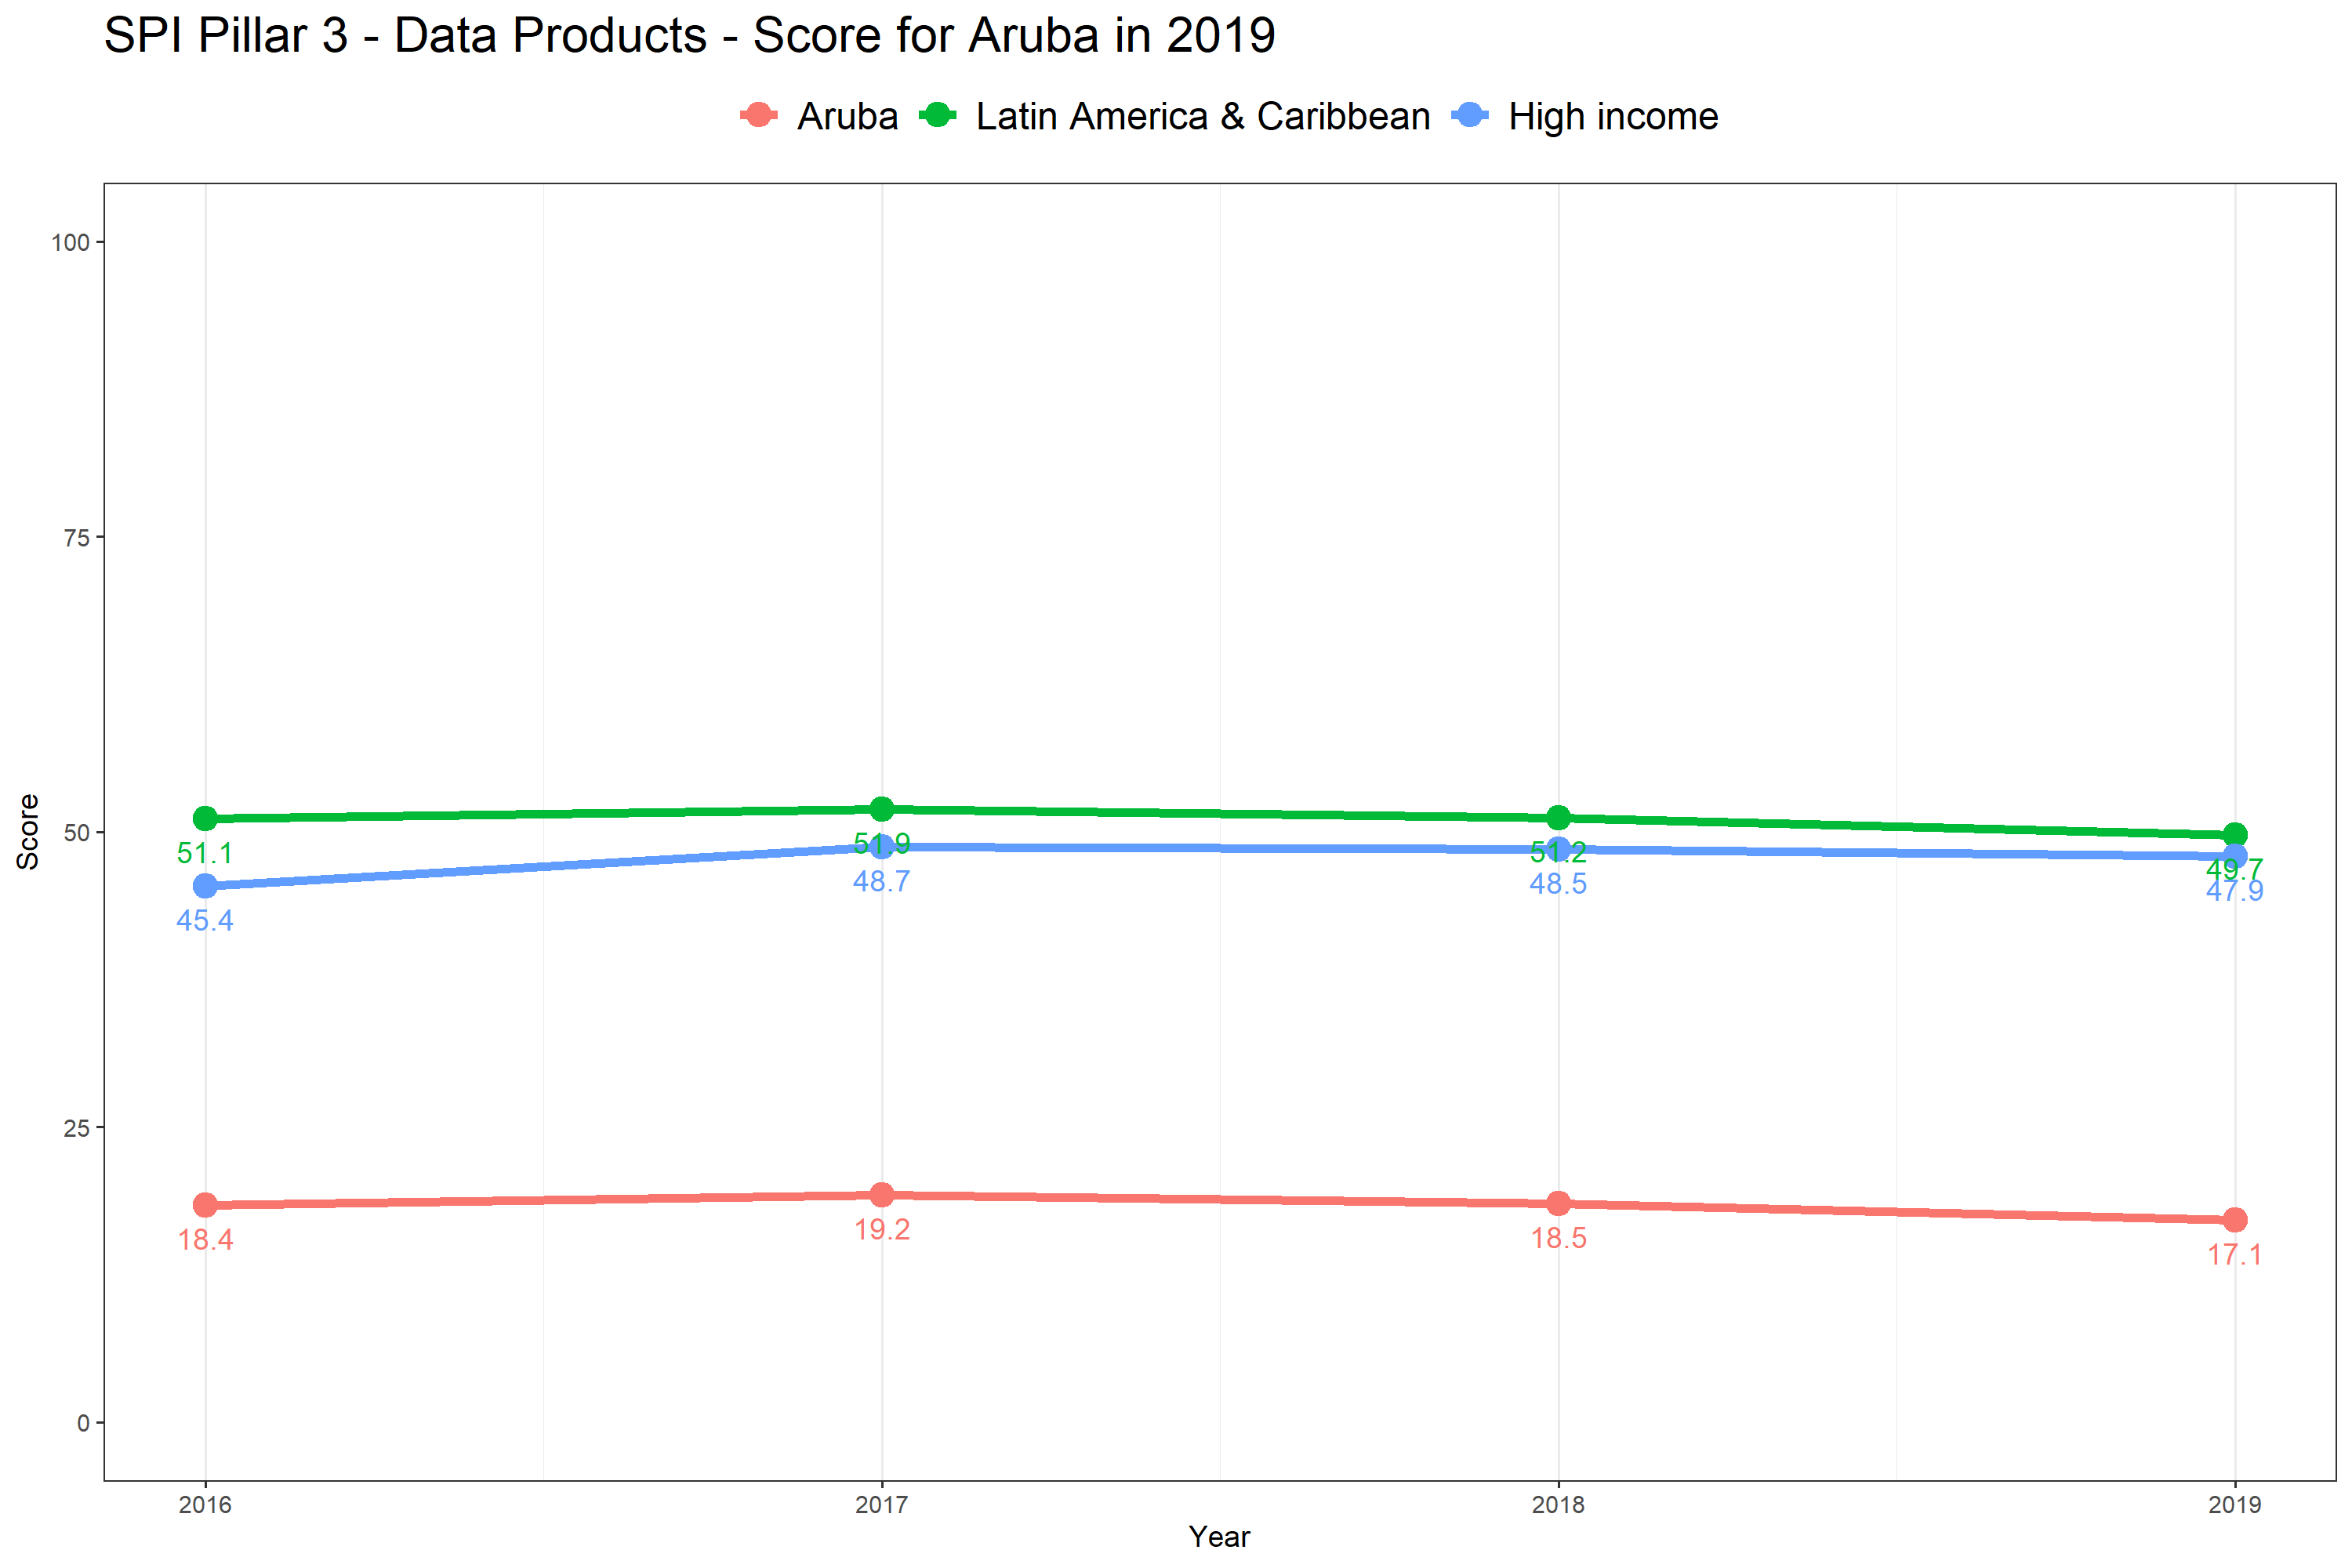 SPI Pillar 3 - Data Products - Score for Aruba in 2019
Aruba Latin America & Caribbean High income
100
75
50
25
0
Score
51.1 51.9 51.2 49.7
45.4 48.7 48.5 47.9
18.4 19.2 18.5 17.1
2016 2017 2018 2019
Year